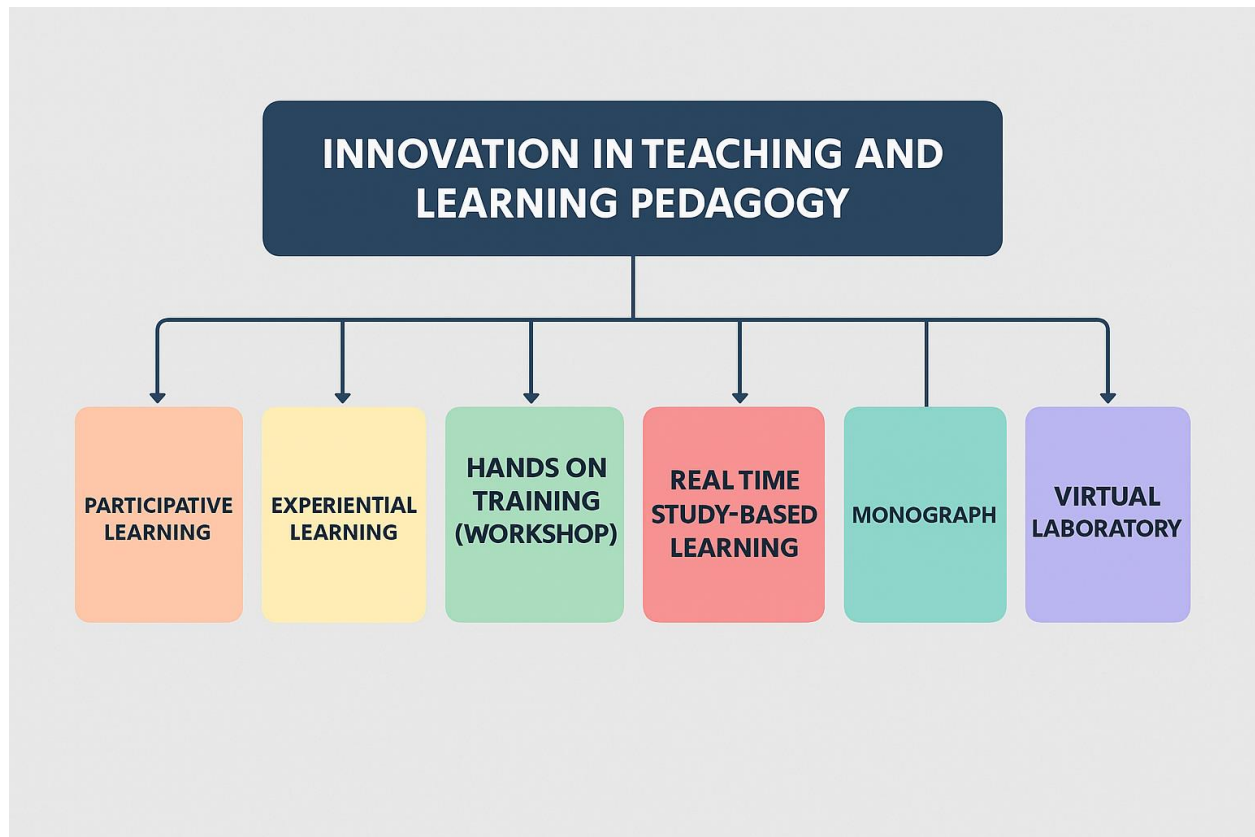 INNOVATION IN TEACHING AND
LEARNING PEDAGOGY
PARTICIPATIVE
LEARNING
EXPERIENTIAL
LEARNING
HANDS ON
TRAINING
(WORKSHOP)
REAL TIME
STUDY-BASED
LEARNING
MONOGRAPH
VIRTUAL
LABORATORY